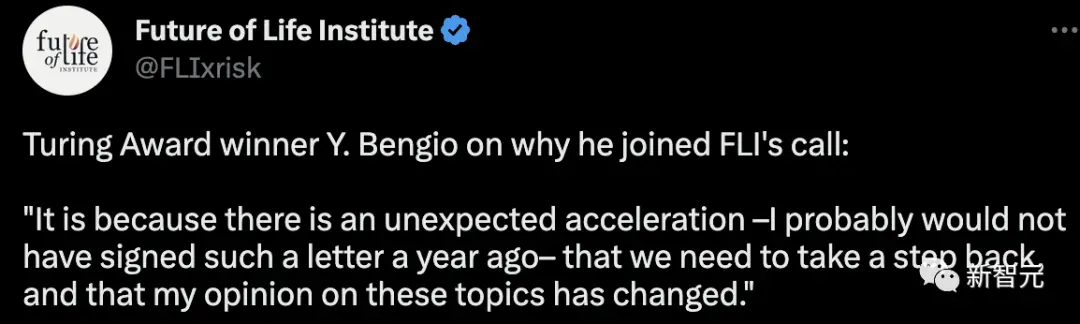 future
of life
INSTITUTE
Future of Life Institute
@FLIxrisk
Turing Award winner Y. Bengio on why he joined FLI's call:
"It is because there is an unexpected acceleration –I probably would not
have signed such a letter a year ago– that we need to take a step back,
and that my opinion on these topics has changed."
新智元